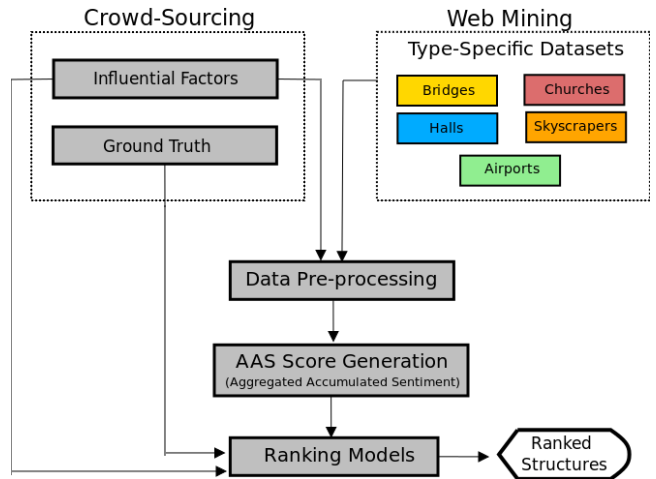 Crowd-Sourcing
Web Mining
Influential Factors
Ground Truth
Type-Specific Datasets
Bridges
Churches
Halls
Skyscrapers
Airports
Data Pre-processing
AAS Score Generation
(Aggregated Accumulated Sentiment)
Ranking Models
Ranked
Structures